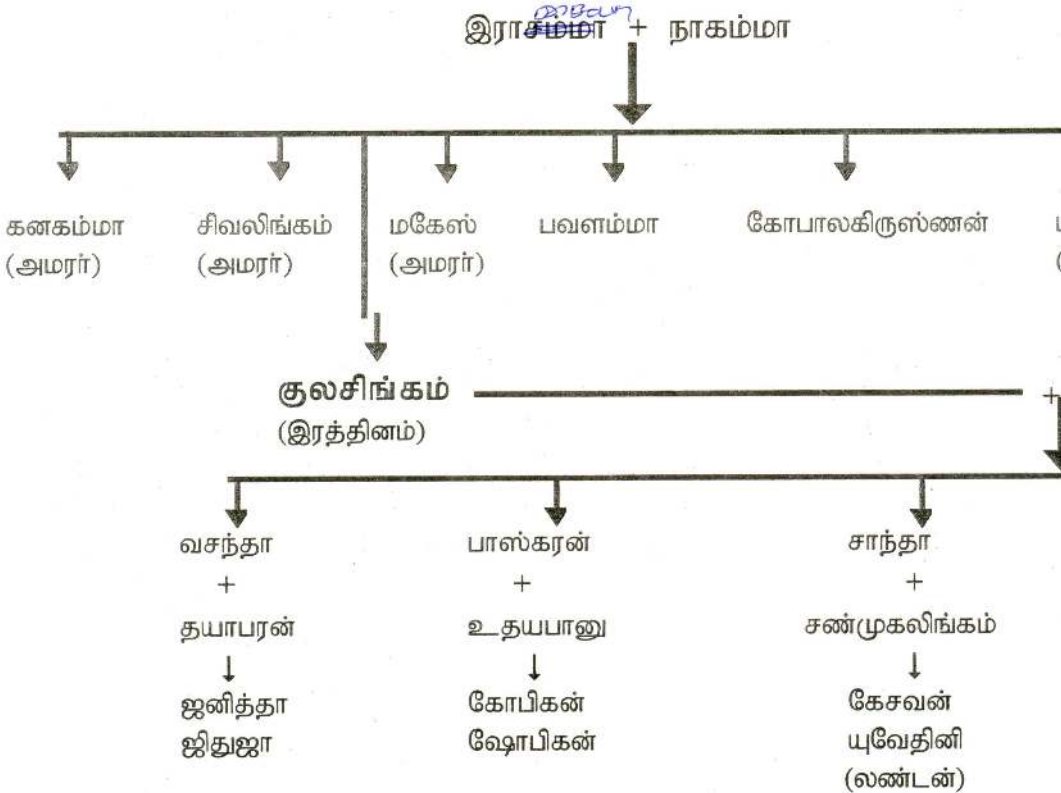 இராசம்மா + நாகம்மா
கனகம்மா சிவலிங்கம் மகேஸ் பவளம்மா கோபாலகிருஸ்ணன்
(அமரர்) (அமரர்) (அமரர்)
குலசிங்கம் +
(இரத்தினம்)
வசந்தா பாஸ்கரன் சாந்தா
+ + +
தயாபரன் உதயபானு சண்முகலிங்கம்
ஜனித்தா கோபிகன் கேசவன்
ஜிதுஜா ஷோபிகன் யுவேதினி
(லண்டன்)